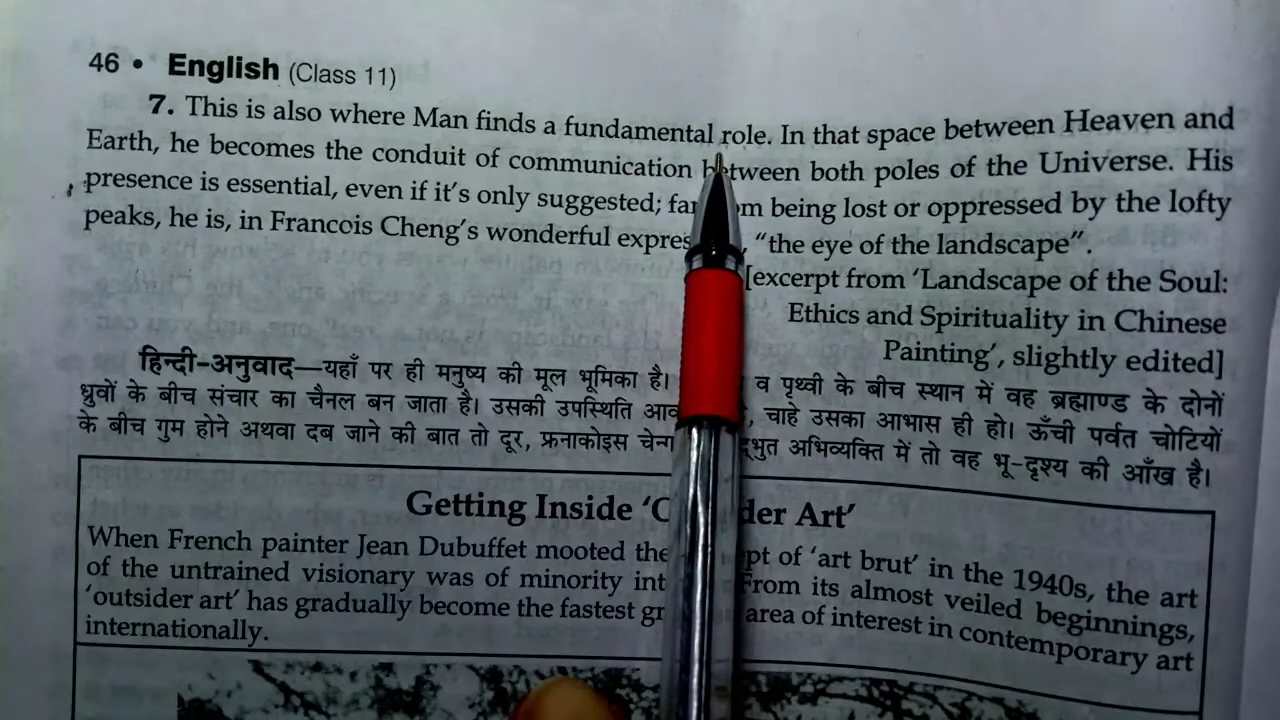 46 • English (Class 11)
7. This is also where Man finds a fundamental role. In that space between Heaven and
Earth, he becomes the conduit of communication between both poles of the Universe. His
presence is essential, even if it's only suggested; far from being lost or oppressed by the lofty
peaks, he is, in Francois Cheng's wonderful expres , "the eye of the landscape".
[excerpt from 'Landscape of the Soul:
Ethics and Spirituality in Chinese
Painting', slightly edited]
हिन्दी-अनुवाद—यहाँ पर ही मनुष्य की मूल भूमिका है। व पृथ्वी के बीच स्थान में वह ब्रह्माण्ड के दोनों
ध्रुवों के बीच संचार का चैनल बन जाता है। उसकी उपस्थिति आव , चाहे उसका आभास ही हो। ऊँची पर्वत चोटियों
के बीच गुम होने अथवा दब जाने की बात तो दूर, फ्रनाकोइस चेन्ग द्भुत अभिव्यक्ति में तो वह भू-दृश्य की आँख है।
Getting Inside 'O der Art'
When French painter Jean Dubuffet mooted the pt of 'art brut' in the 1940s, the art
of the untrained visionary was of minority int From its almost veiled beginnings,
'outsider art' has gradually become the fastest gr area of interest in contemporary art
internationally.